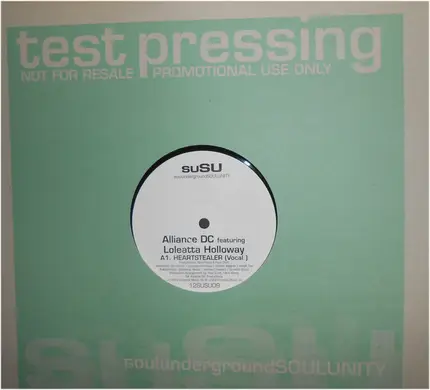 test pressing
NOT FOR RESALE PROMOTIONAL USE ONLY
suSU
soulundergroundSOULUNITY
Alliance DC featuring
Loleatta Holloway
A1. HEARTSTEALER (Vocal)
12SUSU09
suSU
soulundergroundSOULUNITY